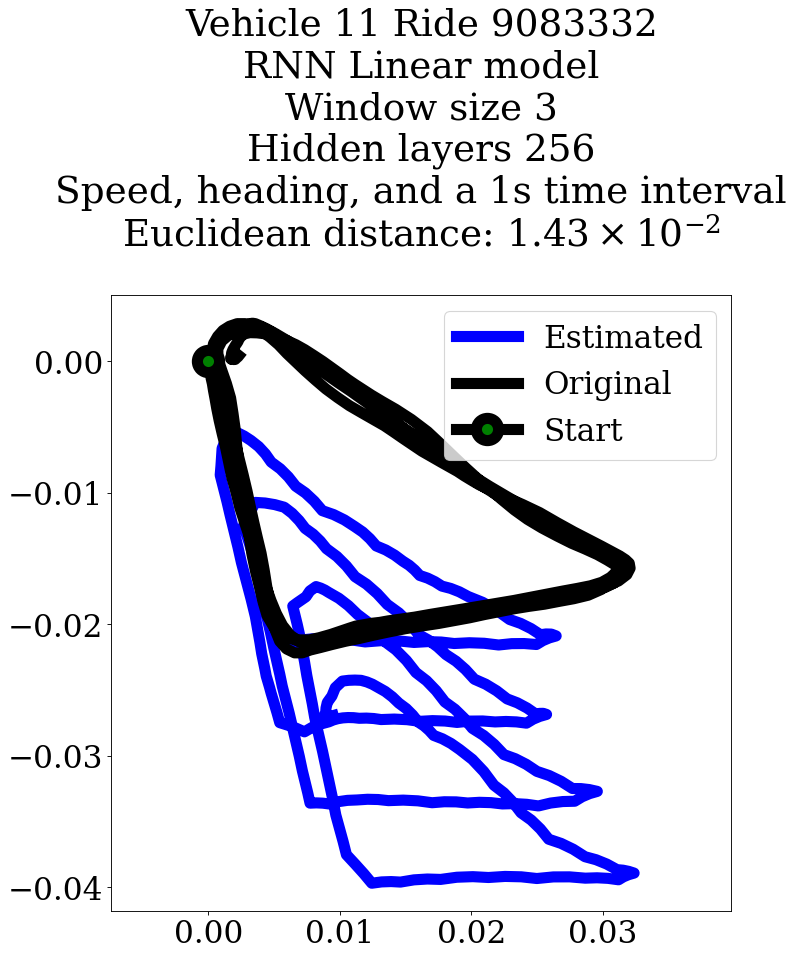 Vehicle 11 Ride 9083332
RNN Linear model
Window size 3
Hidden layers 256
Speed, heading, and a 1s time interval
Euclidean distance: 1.43 × 10⁻²
Estimated
Original
Start
0.00
−0.01
−0.02
−0.03
−0.04
0.00 0.01 0.02 0.03